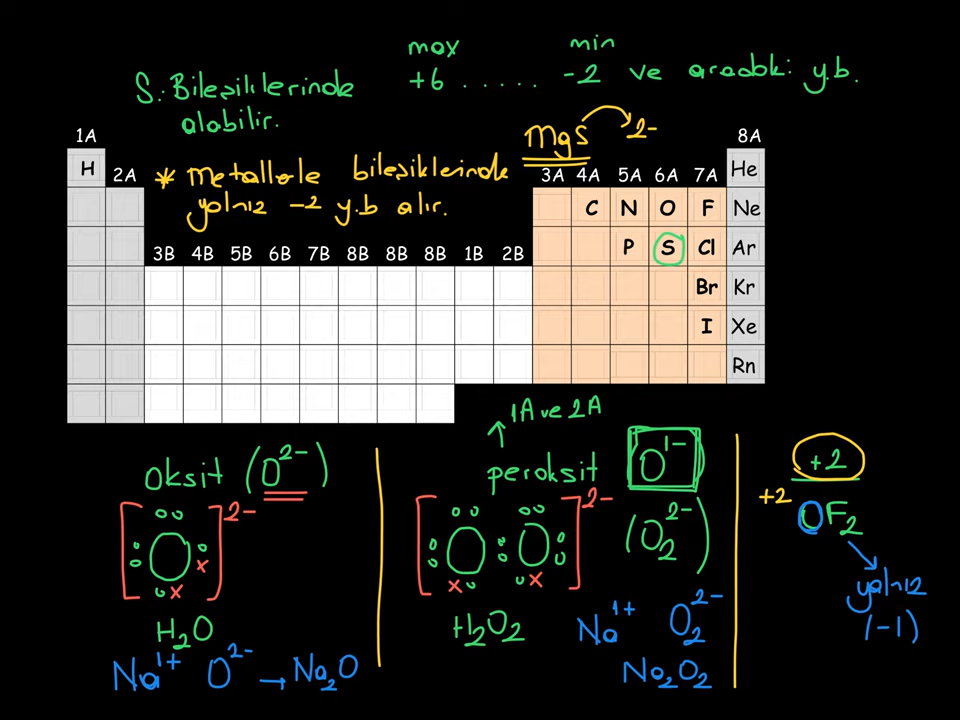 max min
S: Bileşiklerinde +6 ..... -2 ve aradaki y.b.
alabilir.
MgS 2-
1A 8A
H 2A * Metallerle bileşiklerinde 3A 4A 5A 6A 7A He
yalnız -2 y.b alır. C N O F Ne
3B 4B 5B 6B 7B 8B 8B 8B 1B 2B P S Cl Ar
Br Kr
I Xe
Rn
1A ve 2A
oksit (O²⁻) peroksit O¹⁻ +2
2- 2- (O₂²⁻) +2 OF₂
O O O yalnız
x x x x (-1)
H₂O H₂O₂ Na¹⁺ O₂²⁻
Na¹⁺ O²⁻ → Na₂O Na₂O₂